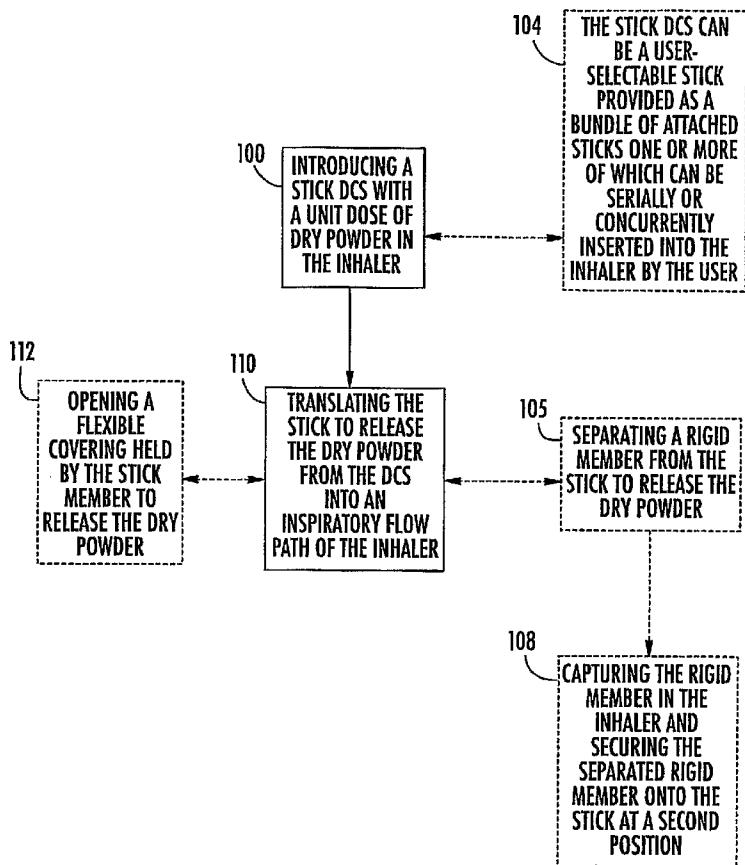 104
THE STICK DCS CAN
BE A USER-
SELECTABLE STICK
PROVIDED AS A
BUNDLE OF ATTACHED
STICKS ONE OR MORE
OF WHICH CAN BE
SERIALLY OR
CONCURRENTLY
INSERTED INTO THE
INHALER BY THE USER
100
INTRODUCING A
STICK DCS WITH
A UNIT DOSE OF
DRY POWDER IN
THE INHALER
112
OPENING A
FLEXIBLE
COVERING HELD
BY THE STICK
MEMBER TO
RELEASE THE DRY
POWDER
110
TRANSLATING THE
STICK TO RELEASE
THE DRY POWDER
FROM THE DCS
INTO AN
INSPIRATORY FLOW
PATH OF THE INHALER
105
SEPARATING A RIGID
MEMBER FROM THE
STICK TO RELEASE THE
DRY POWDER
108
CAPTURING THE RIGID
MEMBER IN THE
INHALER AND
SECURING THE
SEPARATED RIGID
MEMBER ONTO THE
STICK AT A SECOND
POSITION